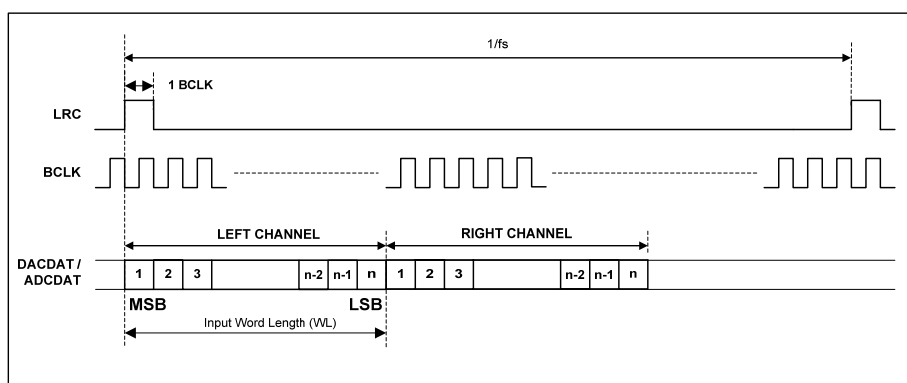 1/fs
1 BCLK
LRC
BCLK
LEFT CHANNEL RIGHT CHANNEL
DACDAT /
ADCDAT
1 2 3 n-2 n-1 n 1 2 3 n-2 n-1 n
MSB LSB
Input Word Length (WL)